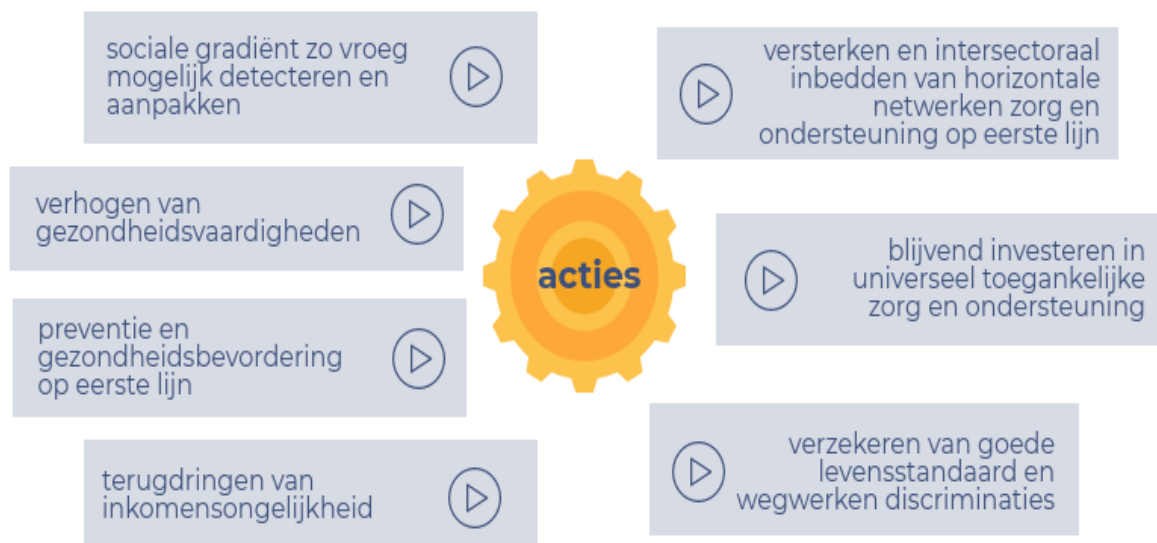 sociale gradiënt zo vroeg
mogelijk detecteren en
aanpakken
verhogen van
gezondheidsvaardigheden
preventie en
gezondheidsbevordering
op eerste lijn
terugdringen van
inkomensongelijkheid
acties
versterken en intersectoraal
inbedden van horizontale
netwerken zorg en
ondersteuning op eerste lijn
blijvend investeren in
universeel toegankelijke
zorg en ondersteuning
verzekeren van goede
levensstandaard en
wegwerken discriminaties